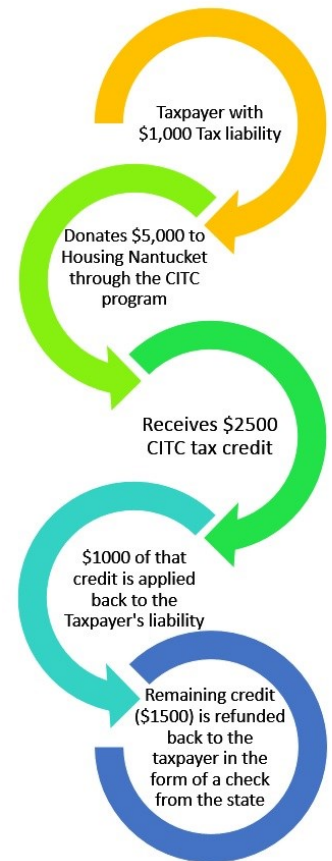 Taxpayer with
$1,000 Tax liability
Donates $5,000 to
Housing Nantucket
through the CITC
program
Receives $2500
CITC tax credit
$1000 of that
credit is applied
back to the
Taxpayer's liability
Remaining credit
($1500) is refunded
back to the
taxpayer in the
form of a check
from the state